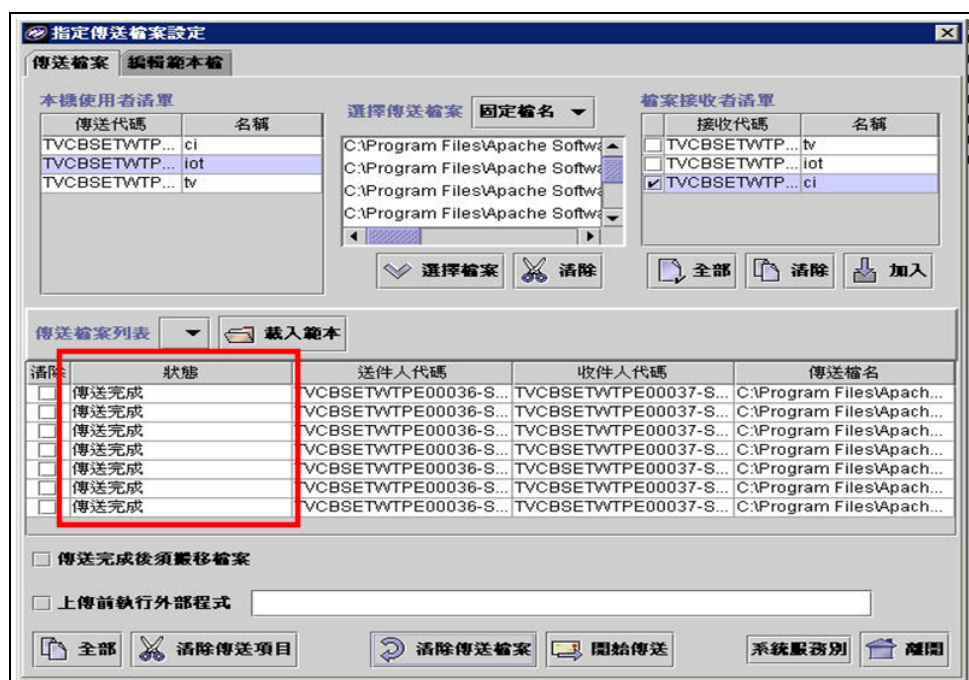 指定傳送檔案設定
傳送檔案 編輯範本檔
本機使用者清單
傳送代碼 名稱
TVCBSETWTP... ci
TVCBSETWTP... iot
TVCBSETWTP... tv
選擇傳送檔案 固定檔名
C:\Program Files\Apache Softwa
C:\Program Files\Apache Softwa
C:\Program Files\Apache Softwa
C:\Program Files\Apache Softwa
選擇檔案 清除
檔案接收者清單
接收代碼 名稱
TVCBSETWTP... tv
TVCBSETWTP... iot
TVCBSETWTP... ci
全部 清除 加入
傳送檔案列表 載入範本
清除 狀態 送件人代碼 收件人代碼 傳送檔名
傳送完成 TVCBSETWTPE00036-S... TVCBSETWTPE00037-S... C:\Program Files\Apach...
傳送完成 TVCBSETWTPE00036-S... TVCBSETWTPE00037-S... C:\Program Files\Apach...
傳送完成 TVCBSETWTPE00036-S... TVCBSETWTPE00037-S... C:\Program Files\Apach...
傳送完成 TVCBSETWTPE00036-S... TVCBSETWTPE00037-S... C:\Program Files\Apach...
傳送完成 TVCBSETWTPE00036-S... TVCBSETWTPE00037-S... C:\Program Files\Apach...
傳送完成 TVCBSETWTPE00036-S... TVCBSETWTPE00037-S... C:\Program Files\Apach...
傳送完成 TVCBSETWTPE00036-S... TVCBSETWTPE00037-S... C:\Program Files\Apach...
傳送完成後須搬移檔案
上傳前執行外部程式
全部 清除傳送項目 清除傳送檔案 開始傳送 系統服務別 離開